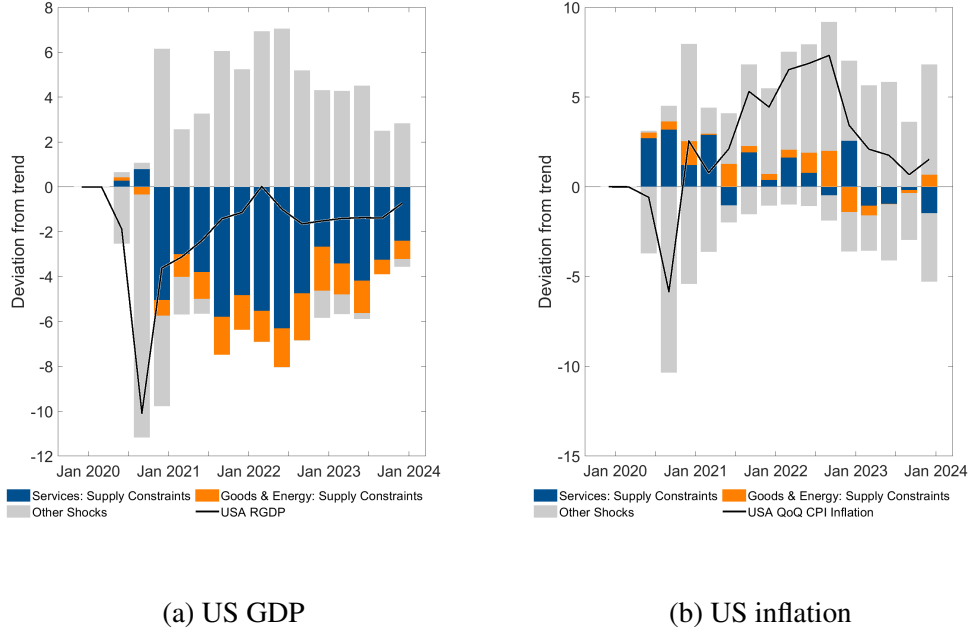 8
6
4
2
0
-2
-4
-6
-8
-10
-12
Deviation from trend
Jan 2020 Jan 2021 Jan 2022 Jan 2023 Jan 2024
Services: Supply Constraints Goods & Energy: Supply Constraints
Other Shocks USA RGDP
(a) US GDP
10
5
0
-5
-10
-15
Deviation from trend
Jan 2020 Jan 2021 Jan 2022 Jan 2023 Jan 2024
Services: Supply Constraints Goods & Energy: Supply Constraints
Other Shocks USA QoQ CPI Inflation
(b) US inflation